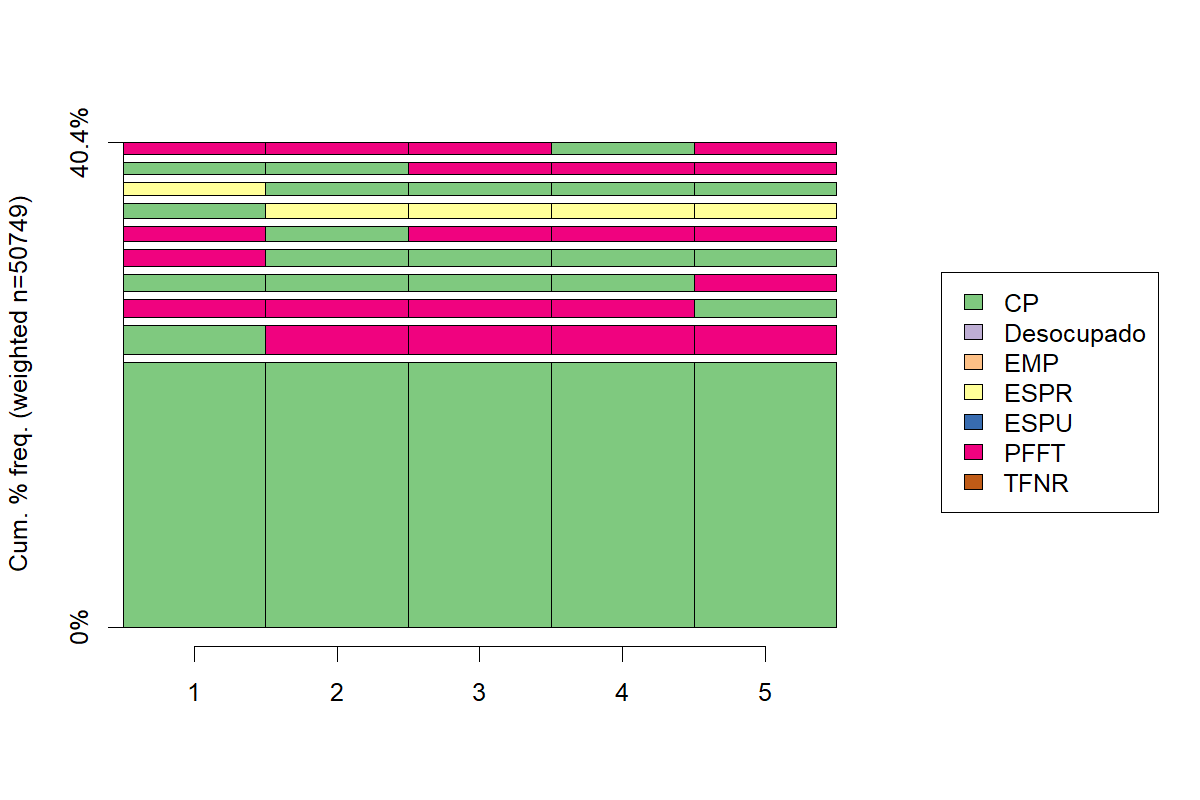 Cum. % freq. (weighted n=50749)
40.4%
0%
1 2 3 4 5
CP
Desocupado
EMP
ESPR
ESPU
PFFT
TFNR